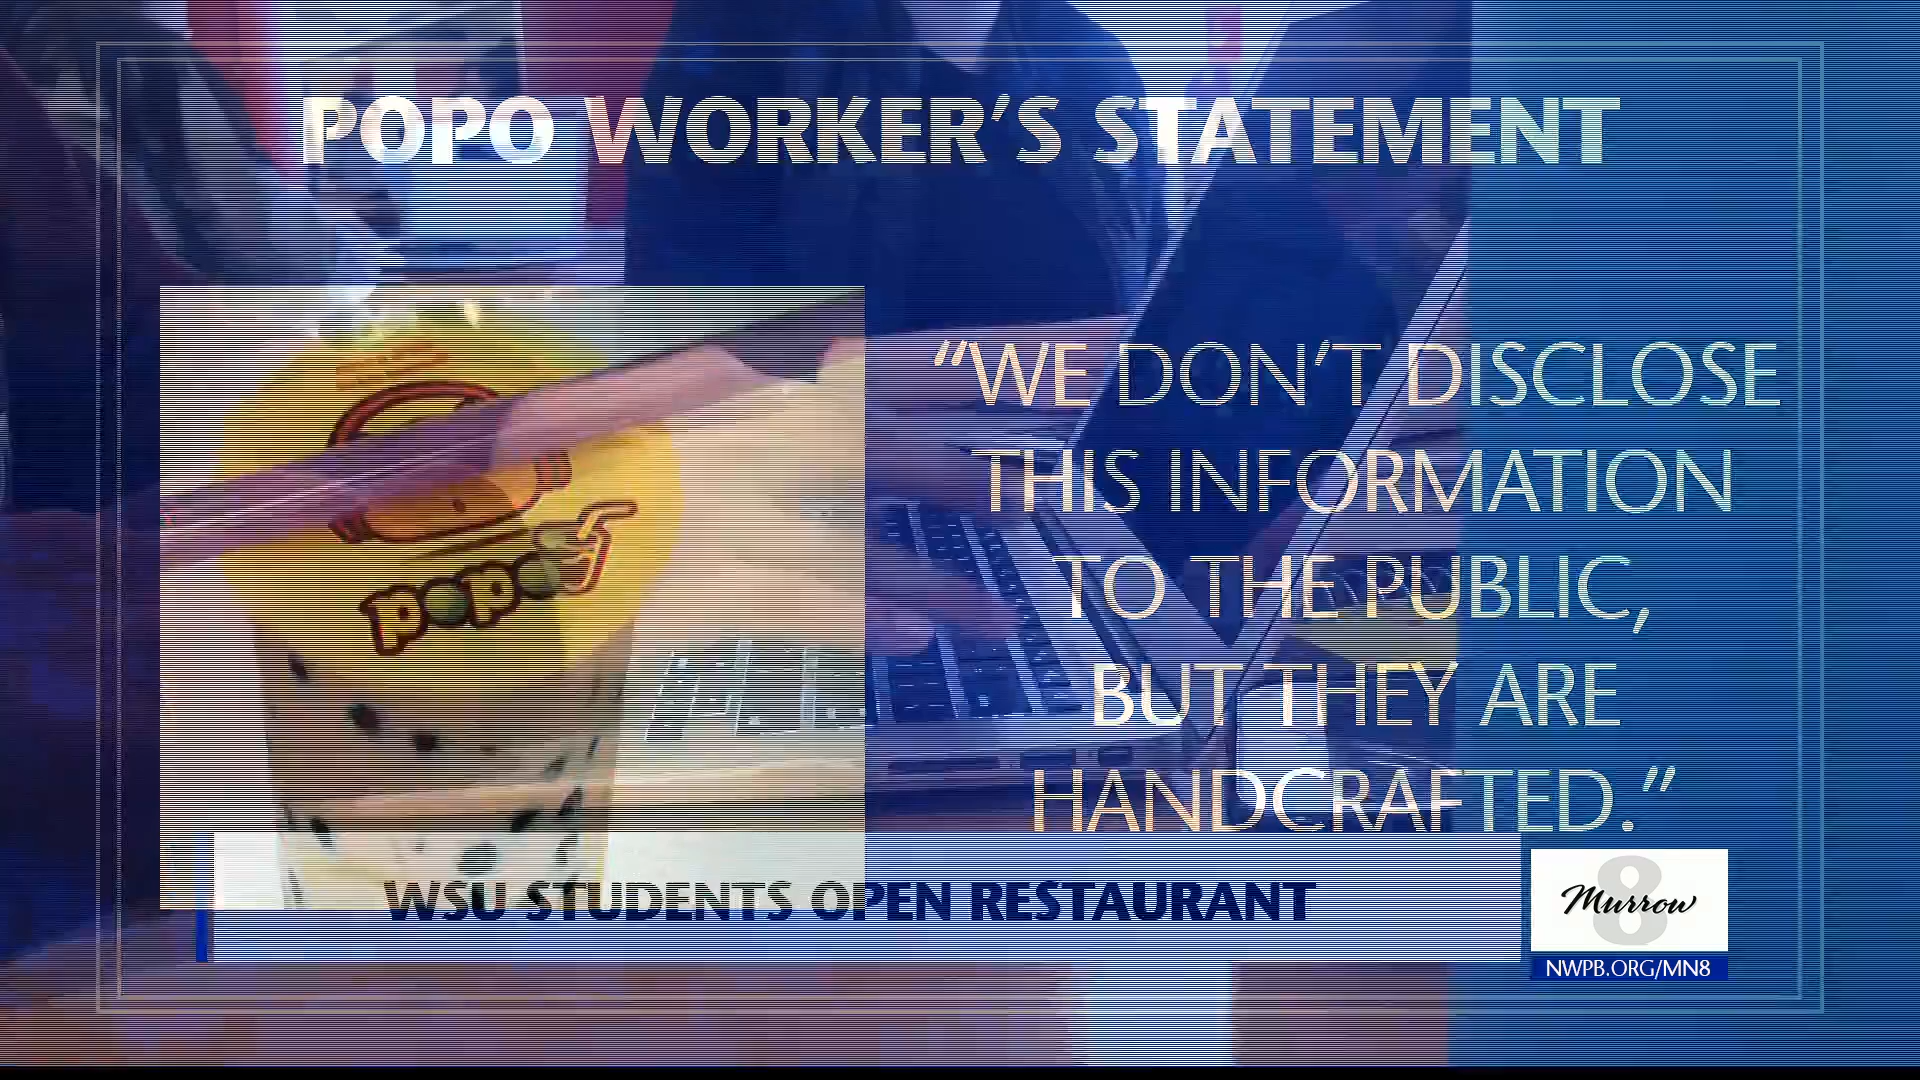 POPO WORKER'S STATEMENT
"WE DON'T DISCLOSE
THIS INFORMATION
TO THE PUBLIC,
BUT THEY ARE
HANDCRAFTED."
popo
WSU STUDENTS OPEN RESTAURANT
8
Murrow
NWPB.ORG/MN8